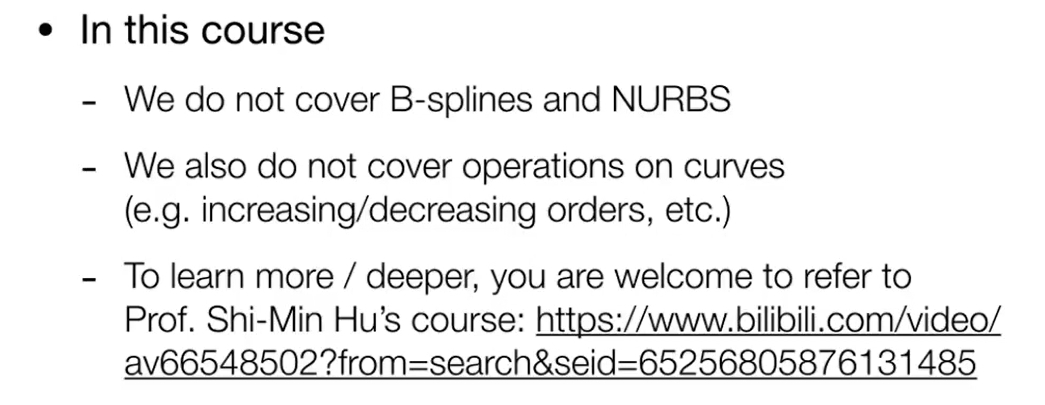 • In this course
- We do not cover B-splines and NURBS
- We also do not cover operations on curves
(e.g. increasing/decreasing orders, etc.)
- To learn more / deeper, you are welcome to refer to
Prof. Shi-Min Hu’s course: https://www.bilibili.com/video/
av66548502?from=search&seid=65256805876131485